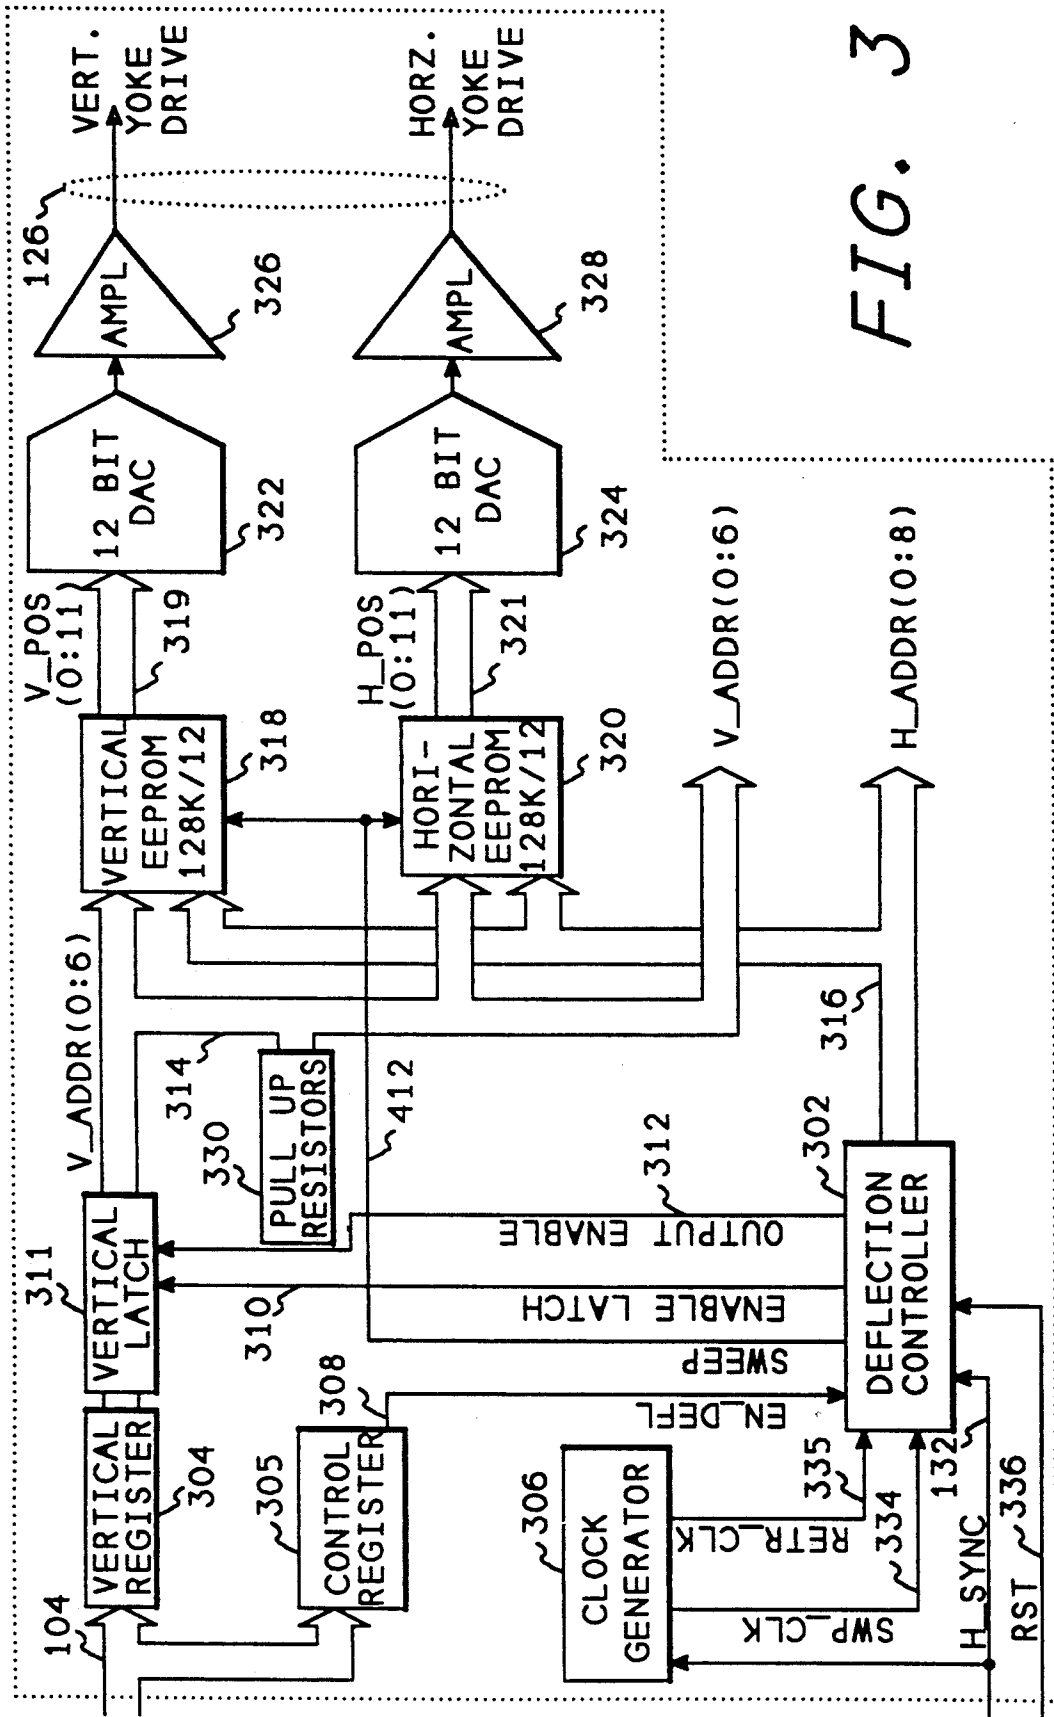 104
VERTICAL
REGISTER
304
311
VERTICAL
LATCH
V_ADDR(0:6)
314
330
PULL UP
RESISTORS
412
VERTICAL
EEPROM
128K/12
318
V_POS
(0:11)
319
12 BIT
DAC
322
AMPL
326
126
VERT.
YOKE
DRIVE
305
CONTROL
REGISTER
308
EN_DEFL
SWEEP
310
ENABLE LATCH
OUTPUT ENABLE
312
HORI-
ZONTAL
EEPROM
128K/12
320
H_POS
(0:11)
321
12 BIT
DAC
324
AMPL
328
HORZ.
YOKE
DRIVE
306
CLOCK
GENERATOR
RETR_CLK
335
SWP_CLK
334
132
H_SYNC
RST
336
302
DEFLECTION
CONTROLLER
316
V_ADDR(0:6)
H_ADDR(0:8)
FIG. 3